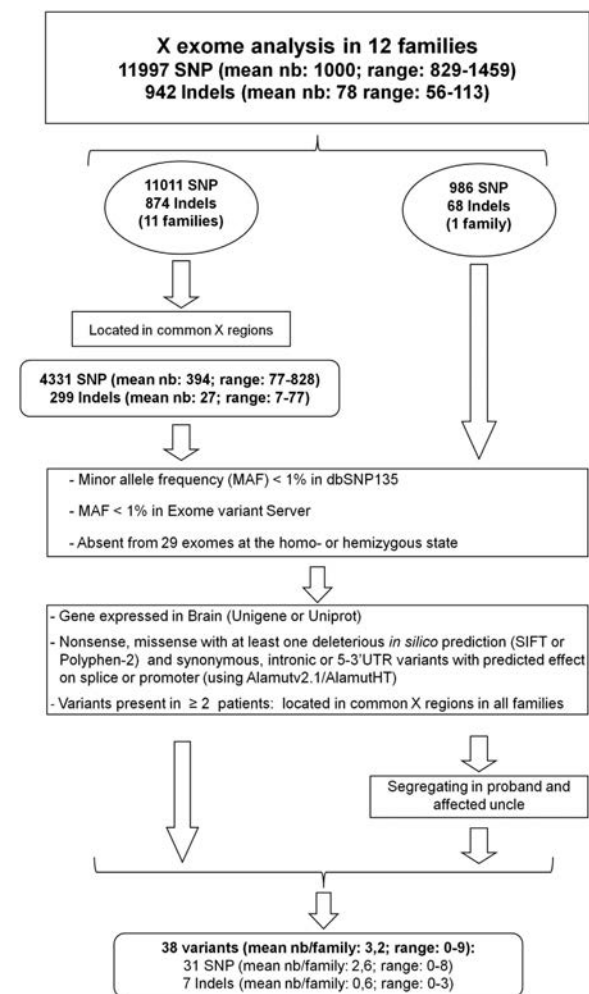 X exome analysis in 12 families
11997 SNP (mean nb: 1000; range: 829-1459)
942 Indels (mean nb: 78 range: 56-113)
11011 SNP
874 Indels
(11 families)
986 SNP
68 Indels
(1 family)
Located in common X regions
4331 SNP (mean nb: 394; range: 77-828)
299 Indels (mean nb: 27; range: 7-77)
- Minor allele frequency (MAF) < 1% in dbSNP135
- MAF < 1% in Exome variant Server
- Absent from 29 exomes at the homo- or hemizygous state
- Gene expressed in Brain (Unigene or Uniprot)
- Nonsense, missense with at least one deleterious in silico prediction (SIFT or
Polyphen-2) and synonymous, intronic or 5-3'UTR variants with predicted effect
on splice or promoter (using Alamutv2.1/AlamutHT)
- Variants present in ≥ 2 patients: located in common X regions in all families
Segregating in proband and
affected uncle
38 variants (mean nb/family: 3,2; range: 0-9):
31 SNP (mean nb/family: 2,6; range: 0-8)
7 Indels (mean nb/family: 0,6; range: 0-3)